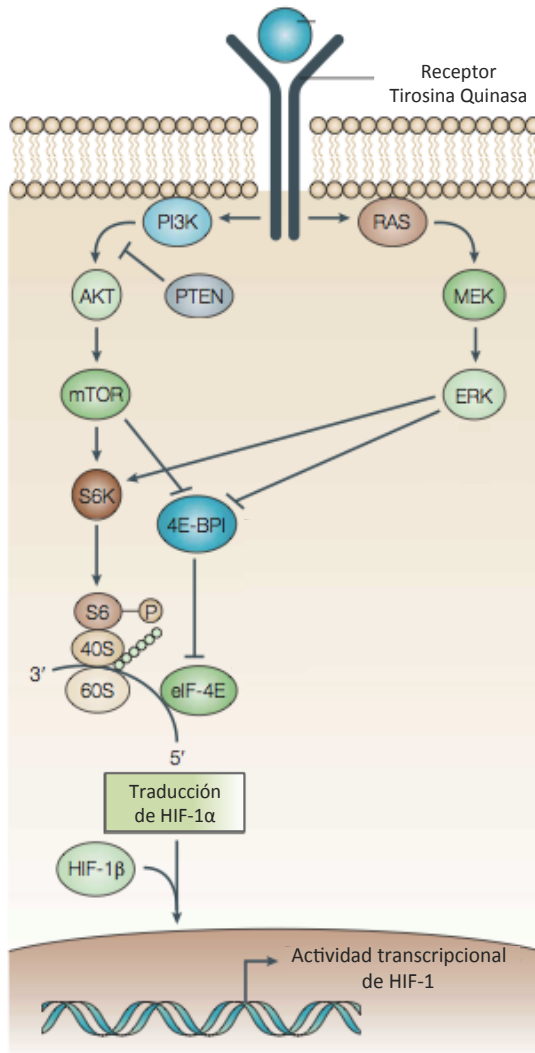 Receptor
Tirosina Quinasa
PI3K
RAS
AKT
PTEN
MEK
mTOR
ERK
S6K
4E-BPI
S6
P
40S
3′
60S
eIF-4E
5′
Traducción
de HIF-1α
HIF-1β
Actividad transcripcional
de HIF-1